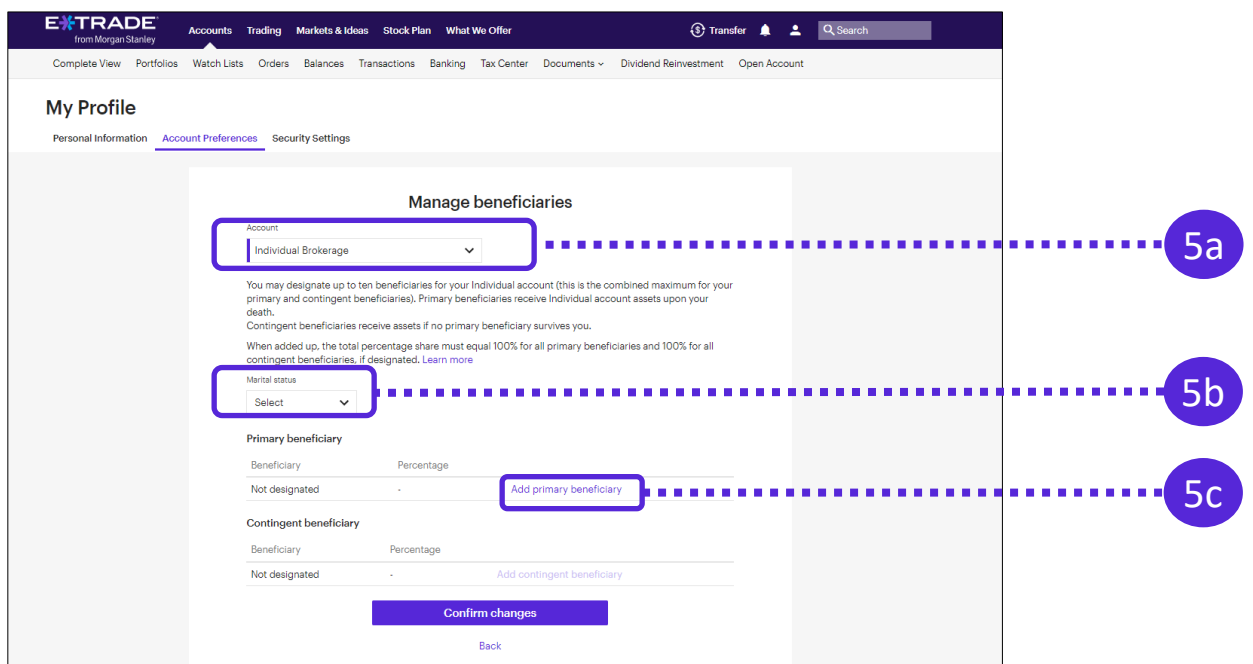 E*TRADE
from Morgan Stanley
Accounts Trading Markets & Ideas Stock Plan What We Offer Transfer Search
Complete View Portfolios Watch Lists Orders Balances Transactions Banking Tax Center Documents Dividend Reinvestment Open Account
My Profile
Personal Information Account Preferences Security Settings
Manage beneficiaries
Account
Individual Brokerage
5a
You may designate up to ten beneficiaries for your Individual account (this is the combined maximum for your
primary and contingent beneficiaries). Primary beneficiaries receive Individual account assets upon your
death.
Contingent beneficiaries receive assets if no primary beneficiary survives you.
When added up, the total percentage share must equal 100% for all primary beneficiaries and 100% for all
contingent beneficiaries, if designated. Learn more
Marital status
Select
5b
Primary beneficiary
Beneficiary Percentage
Not designated - Add primary beneficiary
5c
Contingent beneficiary
Beneficiary Percentage
Not designated - Add contingent beneficiary
Confirm changes
Back